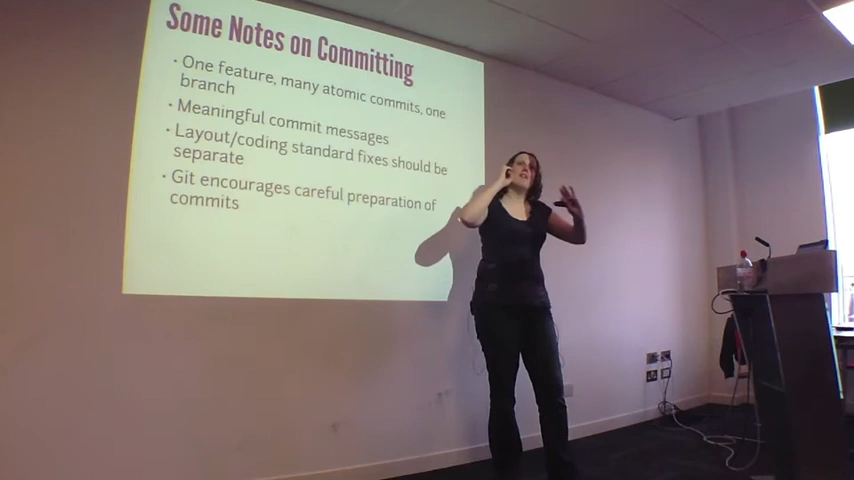 Some Notes on Committing
· One feature, many atomic commits, one
branch
· Meaningful commit messages
· Layout/coding standard fixes should be
separate
· Git encourages careful preparation of
commits